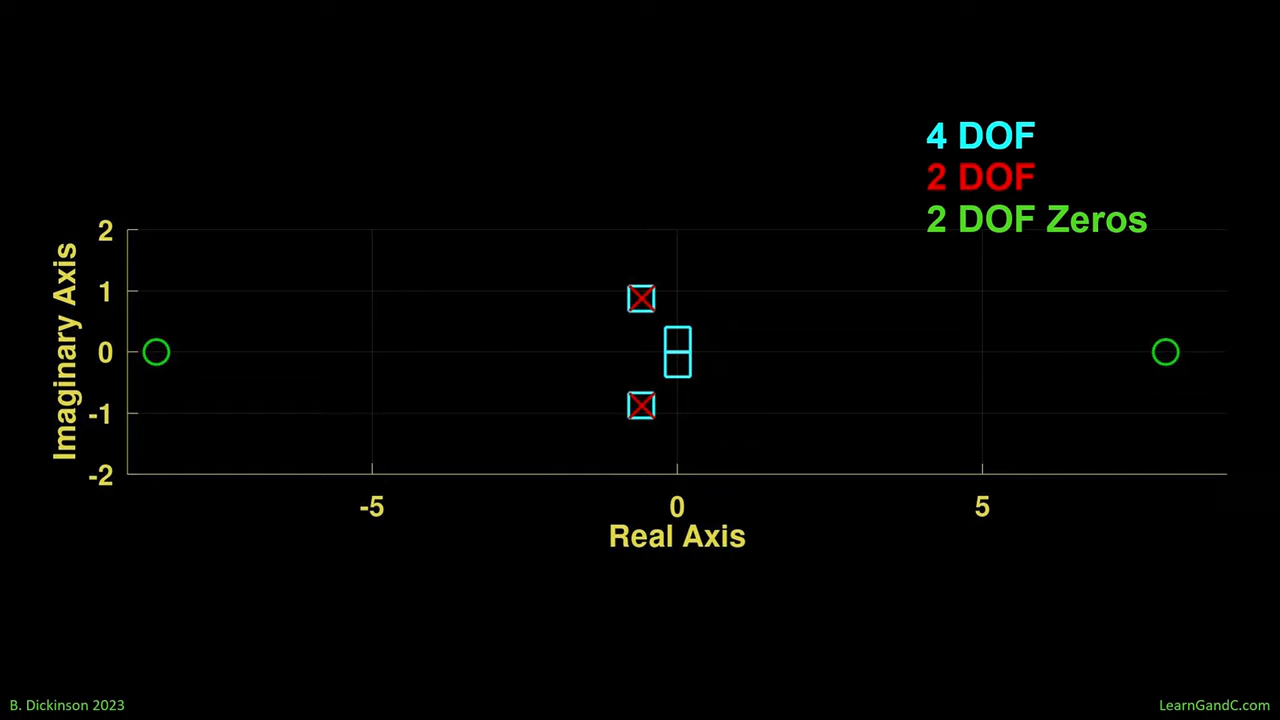 4 DOF
2 DOF
2 DOF Zeros
Imaginary Axis
2
1
0
-1
-2
-5
0
5
Real Axis
B. Dickinson 2023
LearnGandC.com